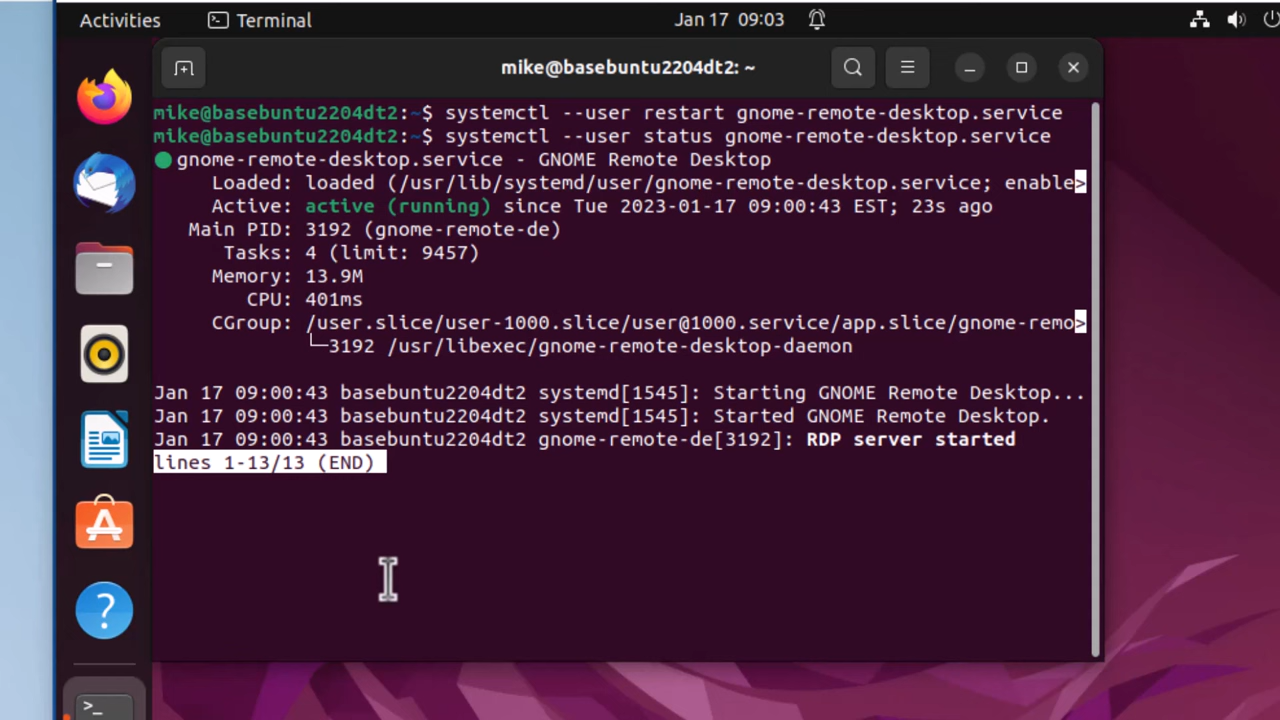 Activities
Terminal
Jan 17 09:03
mike@basebuntu2204dt2: ~
mike@basebuntu2204dt2:~$ systemctl --user restart gnome-remote-desktop.service
mike@basebuntu2204dt2:~$ systemctl --user status gnome-remote-desktop.service
● gnome-remote-desktop.service - GNOME Remote Desktop
Loaded: loaded (/usr/lib/systemd/user/gnome-remote-desktop.service; enable>
Active: active (running) since Tue 2023-01-17 09:00:43 EST; 23s ago
Main PID: 3192 (gnome-remote-de)
Tasks: 4 (limit: 9457)
Memory: 13.9M
CPU: 401ms
CGroup: /user.slice/user-1000.slice/user@1000.service/app.slice/gnome-remo>
└─3192 /usr/libexec/gnome-remote-desktop-daemon
Jan 17 09:00:43 basebuntu2204dt2 systemd[1545]: Starting GNOME Remote Desktop...
Jan 17 09:00:43 basebuntu2204dt2 systemd[1545]: Started GNOME Remote Desktop.
Jan 17 09:00:43 basebuntu2204dt2 gnome-remote-de[3192]: RDP server started
lines 1-13/13 (END)